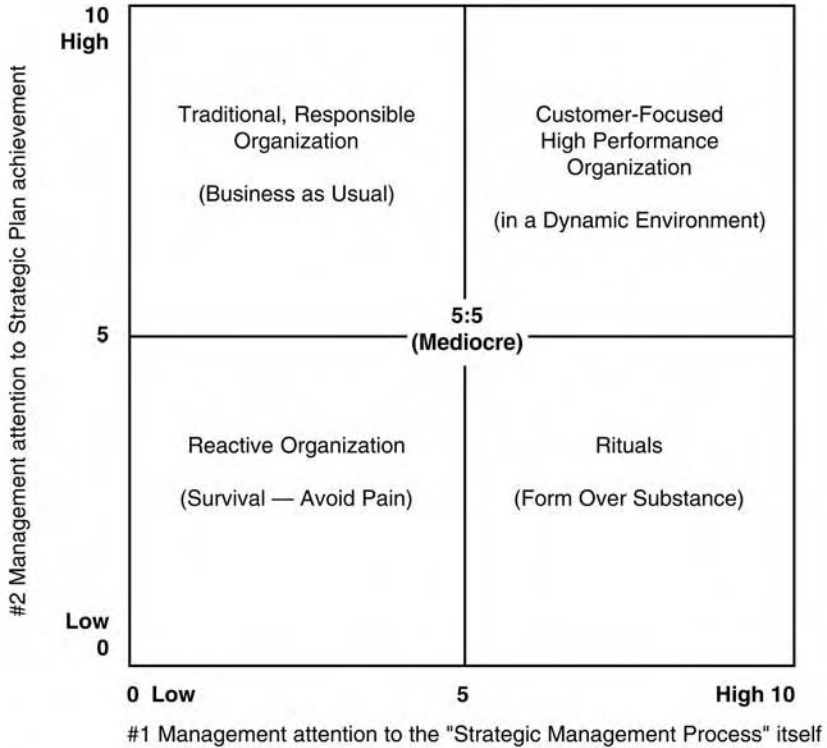 10
High
#2 Management attention to Strategic Plan achievement
Traditional, Responsible
Organization
(Business as Usual)
Customer-Focused
High Performance
Organization
(in a Dynamic Environment)
5
5:5
(Mediocre)
Reactive Organization
(Survival — Avoid Pain)
Rituals
(Form Over Substance)
Low
0
0 Low
5
High 10
#1 Management attention to the "Strategic Management Process" itself